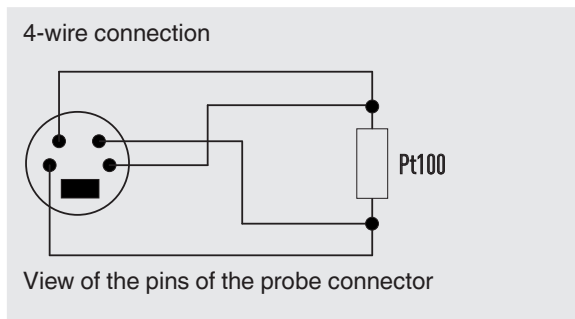 4-wire connection
Pt100
View of the pins of the probe connector